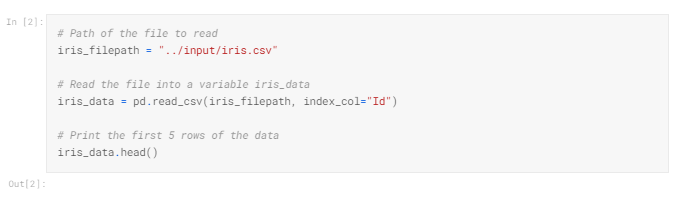 In [2]:
# Path of the file to read
iris_filepath = "../input/iris.csv"
# Read the file into a variable iris_data
iris_data = pd.read_csv(iris_filepath, index_col="Id")
# Print the first 5 rows of the data
iris_data.head()
Out[2]: